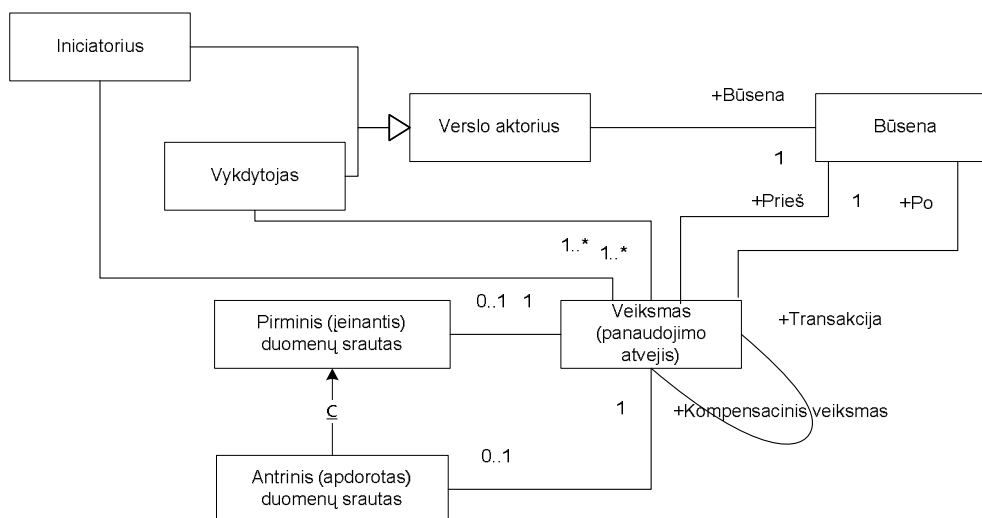 Iniciatorius
+Būsena
Verslo aktorius
Būsena
1
Vykdytojas
+Prieš
1
+Po
1..*
1..*
0..1
1
Veiksmas
(panaudojimo
atvejis)
Pirminis (įeinantis)
duomenų srautas
+Transakcija
⊆
1
+Kompensacinis veiksmas
0..1
Antrinis (apdorotas)
duomenų srautas